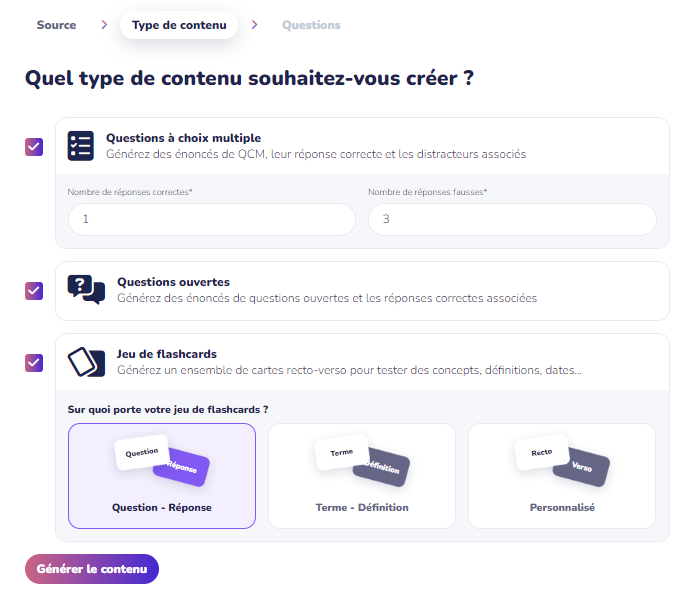 Source > Type de contenu > Questions
Quel type de contenu souhaitez-vous créer ?
Questions à choix multiple
Générez des énoncés de QCM, leur réponse correcte et les distracteurs associés
Nombre de réponses correctes* Nombre de réponses fausses*
1 3
?
Questions ouvertes
Générez des énoncés de questions ouvertes et les réponses correctes associées
Jeu de flashcards
Générez un ensemble de cartes recto-verso pour tester des concepts, définitions, dates...
Sur quoi porte votre jeu de flashcards ?
Question Terme Recto
Réponse Définition Verso
Question - Réponse Terme - Définition Personnalisé
Générer le contenu